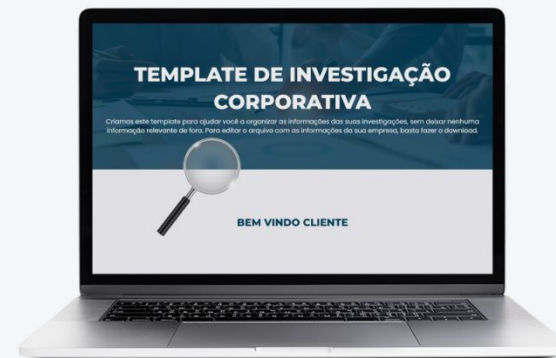 TEMPLATE DE INVESTIGAÇÃO
CORPORATIVA
Criamos este template para ajudar você a organizar as informações das suas investigações, sem deixar nenhuma
informação relevante de fora. Para editar o arquivo com as informações da sua empresa, basta fazer o download.
BEM VINDO CLIENTE